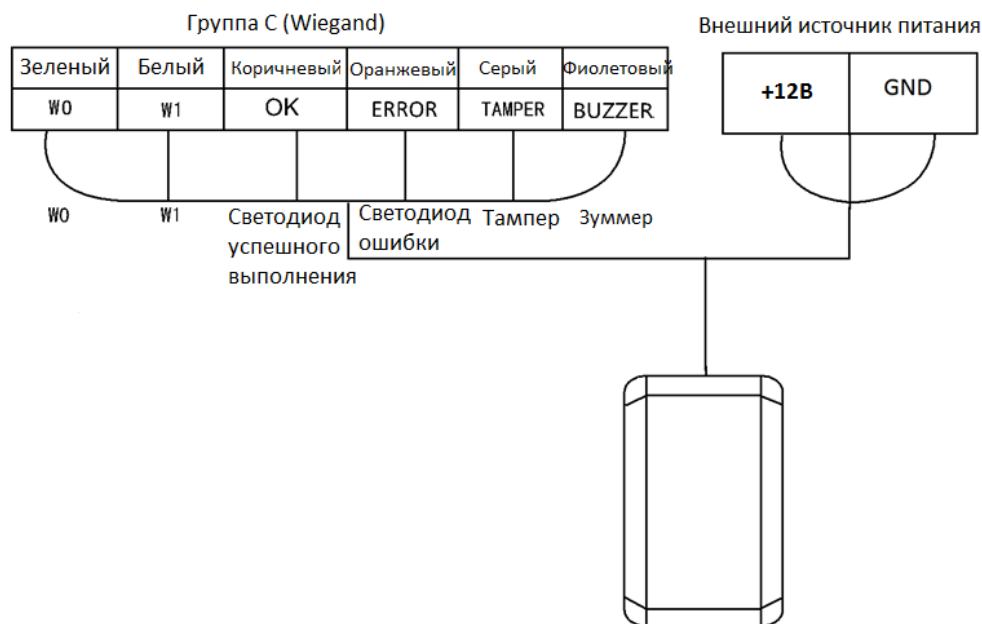 Группа C (Wiegand)
Внешний источник питания
Зеленый Белый Коричневый Оранжевый Серый Фиолетовый
W0 W1 OK ERROR TAMPER BUZZER
+12В GND
W0 W1 Светодиод успешного выполнения Светодиод ошибки Тампер Зуммер